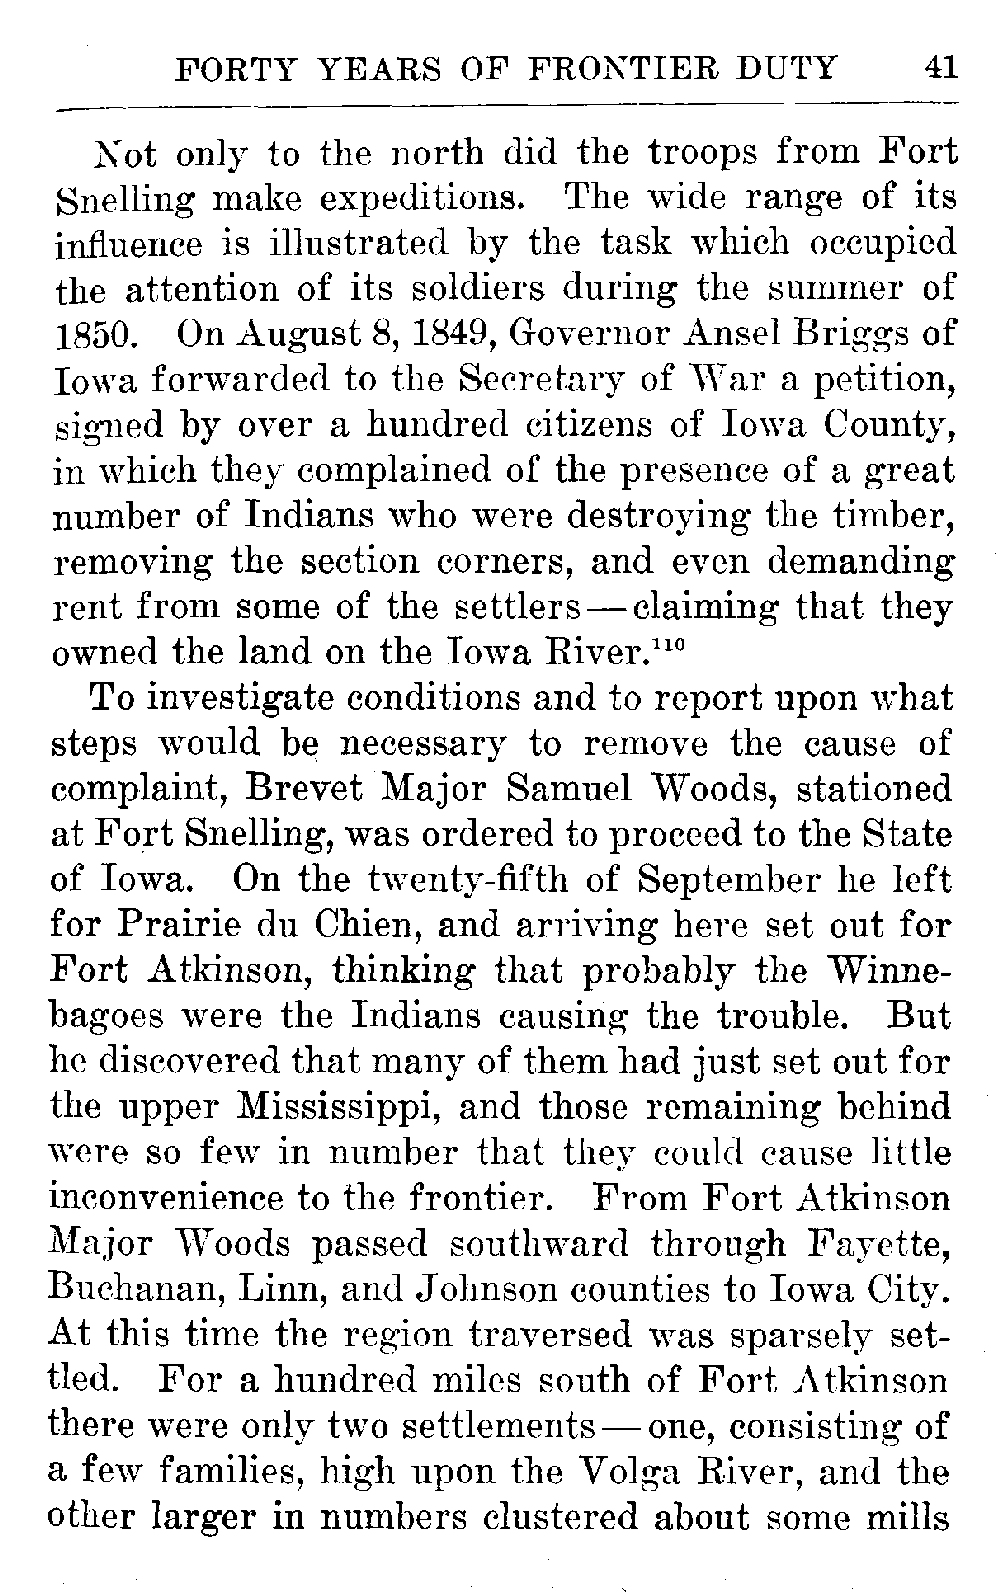 FORTY YEARS OF FRONTIER DUTY 41
Not only to the north did the troops from Fort
Snelling make expeditions. The wide range of its
influence is illustrated by the task which occupied
the attention of its soldiers during the summer of
1850. On August 8, 1849, Governor Ansel Briggs of
Iowa forwarded to the Secretary of War a petition,
signed by over a hundred citizens of Iowa County,
in which they complained of the presence of a great
number of Indians who were destroying the timber,
removing the section corners, and even demanding
rent from some of the settlers—claiming that they
owned the land on the Iowa River.¹¹⁰
To investigate conditions and to report upon what
steps would be necessary to remove the cause of
complaint, Brevet Major Samuel Woods, stationed
at Fort Snelling, was ordered to proceed to the State
of Iowa. On the twenty-fifth of September he left
for Prairie du Chien, and arriving here set out for
Fort Atkinson, thinking that probably the Winne-
bagoes were the Indians causing the trouble. But
he discovered that many of them had just set out for
the upper Mississippi, and those remaining behind
were so few in number that they could cause little
inconvenience to the frontier. From Fort Atkinson
Major Woods passed southward through Fayette,
Buchanan, Linn, and Johnson counties to Iowa City.
At this time the region traversed was sparsely set-
tled. For a hundred miles south of Fort Atkinson
there were only two settlements—one, consisting of
a few families, high upon the Volga River, and the
other larger in numbers clustered about some mills